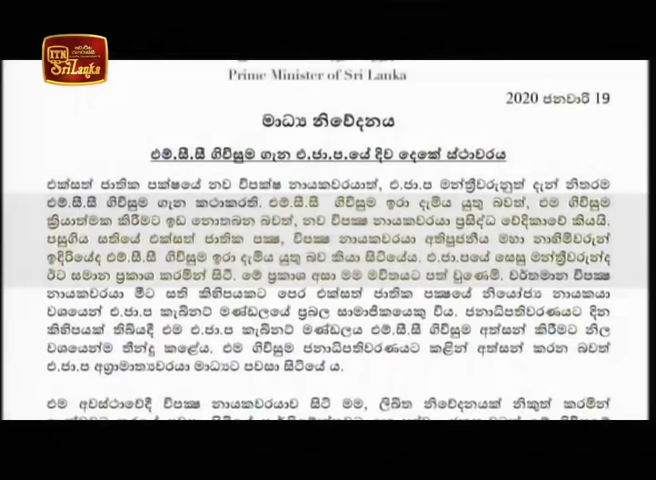 ITN
Sri Lanka
Prime Minister of Sri Lanka
2020 ජනවාරි 19
මාධ්‍ය නිවේදනය
එම්.සී.සී ගිවිසුම ගැන එ.ජා.ප.යේ දිව දෙකේ ස්ථාවරය
එක්සත් ජාතික පක්ෂයේ නව විපක්ෂ නායකවරයාත්, එ.ජා.ප මන්ත්‍රීවරුනුත් දැන් නිතරම
එම්.සී.සී ගිවිසුම ගැන කථාකරති. එම්.සී.සී ගිවිසුම ඉරා දැමිය යුතු බවත්, එම ගිවිසුම
ක්‍රියාත්මක කිරීමට ඉඩ නොතබන බවත්, නව විපක්ෂ නායකවරයා ප්‍රසිද්ධ වේදිකාවේ කියයි.
පසුගිය සතියේ එක්සත් ජාතික පක්ෂ, විපක්ෂ නායකවරයා අතිපූජනීය මහා නාහිමිවරුන්
ඉදිරියේද එම්.සී.සී ගිවිසුම ඉරා දැමිය යුතු බව කියා සිටියේය. එ.ජා.පයේ සෙසු මන්ත්‍රීවරුන්ද
ඊට සමාන ප්‍රකාශ කරමින් සිටී. මේ ප්‍රකාශ අසා මම මවිතයට පත් වුණෙමි. වර්තමාන විපක්ෂ
නායකවරයා මීට සති කිහිපයකට පෙර එක්සත් ජාතික පක්ෂයේ නියෝජ්‍ය නායකයා
වශයෙන් එ.ජා.ප කැබිනට් මණ්ඩලයේ ප්‍රබල සාමාජිකයෙකු විය. ජනාධිපතිවරණයට දින
කිහිපයක් තිබියදී එම එ.ජා.ප කැබිනට් මණ්ඩලය එම්.සී.සී ගිවිසුම අත්සන් කිරීමට නිල
වශයෙන්ම තීන්දු කළේය. එම ගිවිසුම ජනාධිපතිවරණයට කළින් අත්සන් කරන බවත්
එ.ජා.ප අග්‍රාමාත්‍යවරයා මාධ්‍යට පවසා සිටියේ ය.
එම අවස්ථාවේදී විපක්ෂ නායකවරයාව සිටි මම, ලිඛිත නිවේදනයක් නිකුත් කරමින්